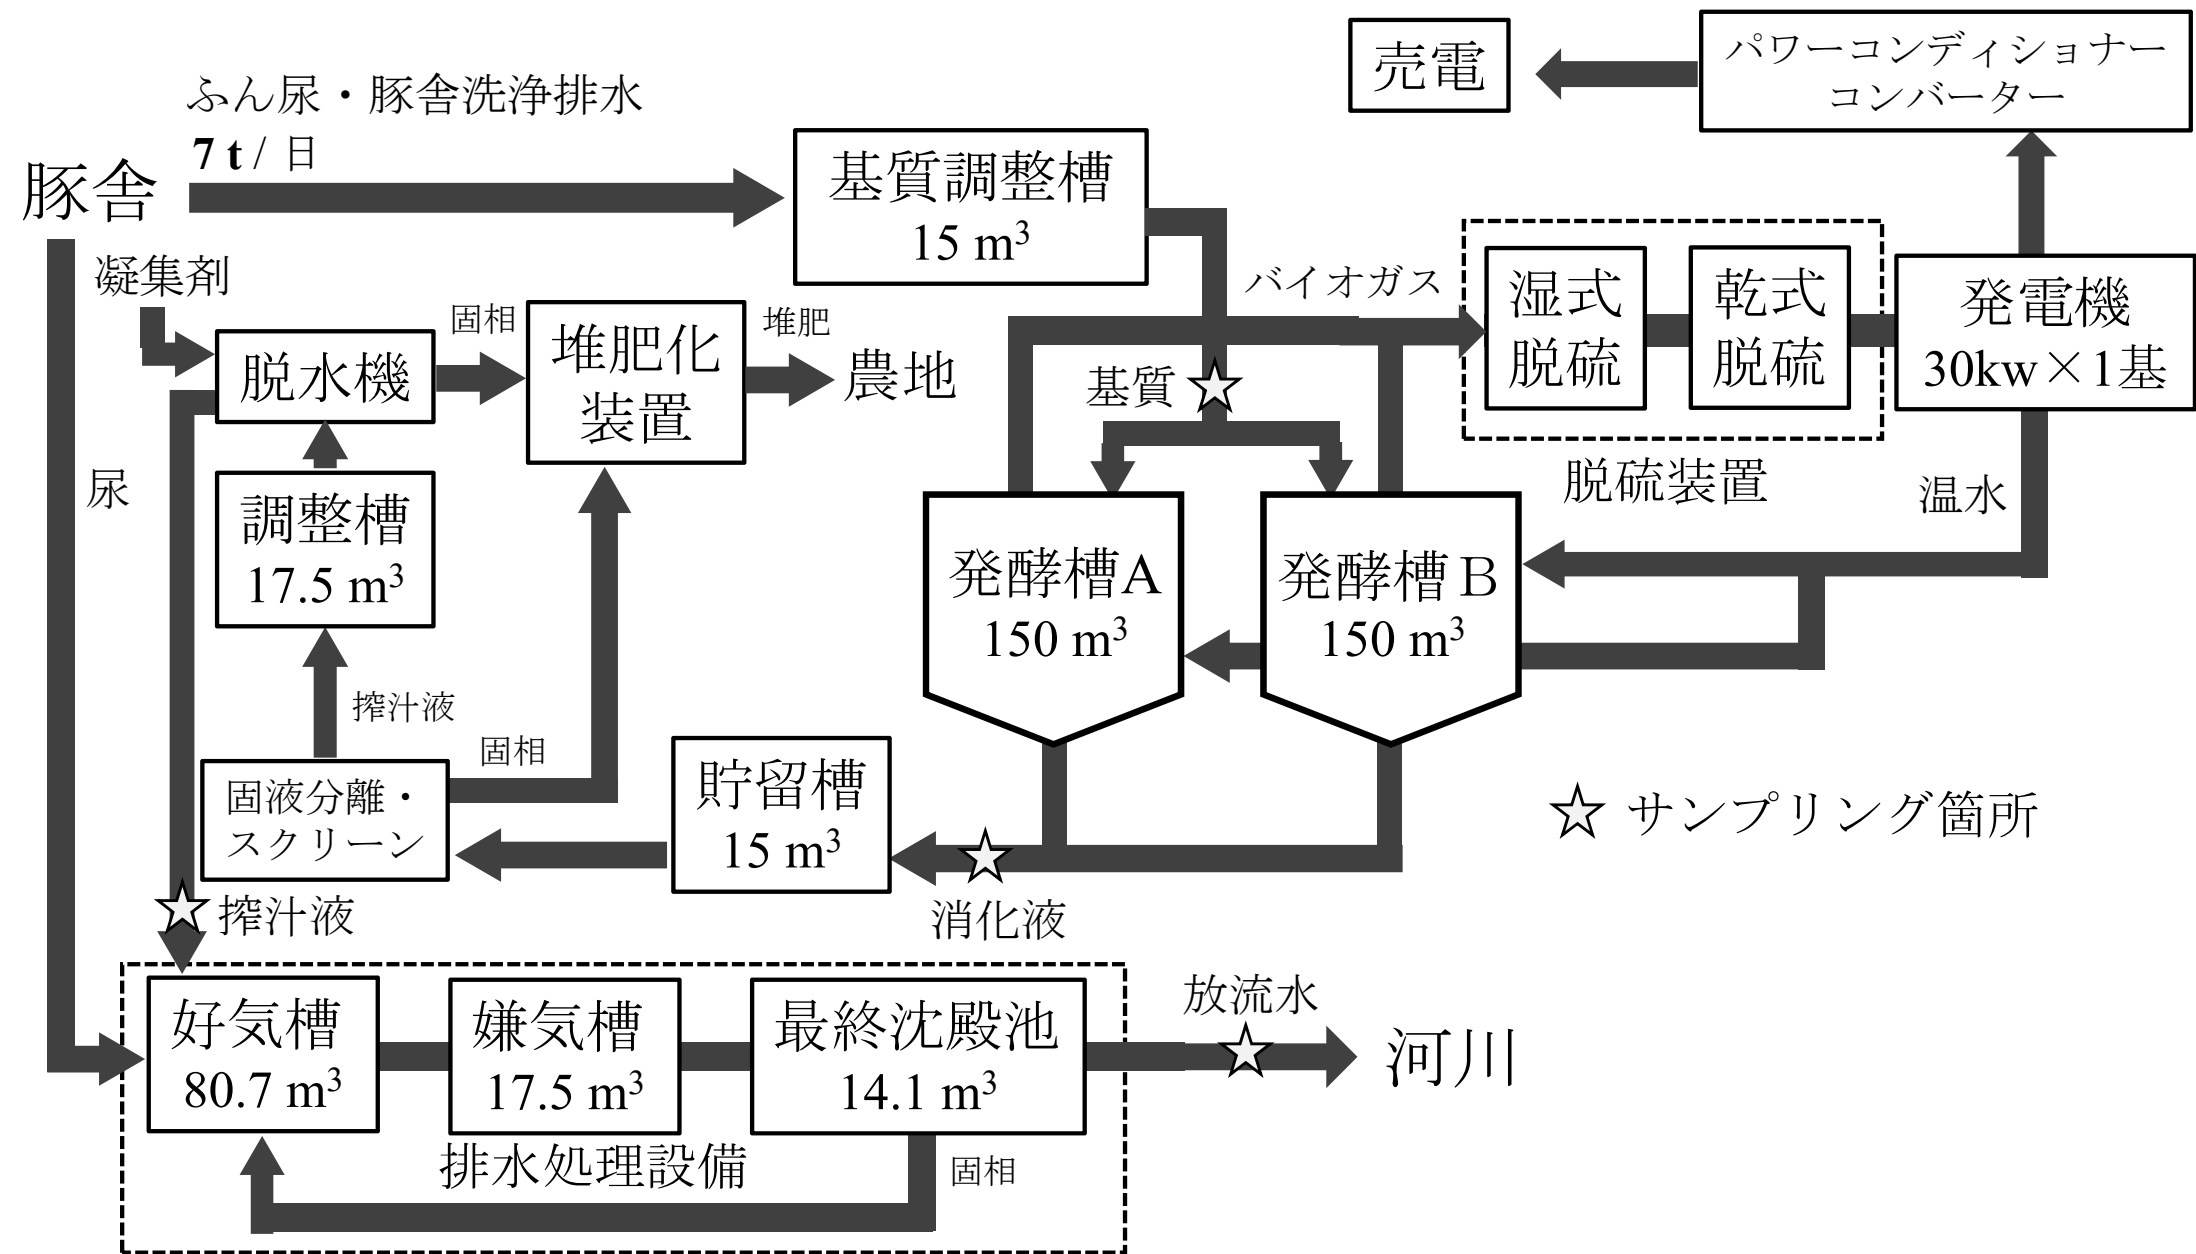 売電
パワーコンディショナー
コンバーター
ふん尿・豚舎洗浄排水
7 t / 日
豚舎
基質調整槽
15 m³
凝集剤
固相
堆肥化
装置
堆肥
農地
脱水機
バイオガス
湿式
脱硫
乾式
脱硫
発電機
30kw×1基
基質
脱硫装置
温水
尿
調整槽
17.5 m³
発酵槽A
150 m³
発酵槽B
150 m³
搾汁液
固相
固液分離・
スクリーン
貯留槽
15 m³
サンプリング箇所
搾汁液
消化液
好気槽
80.7 m³
嫌気槽
17.5 m³
最終沈殿池
14.1 m³
放流水
河川
排水処理設備
固相